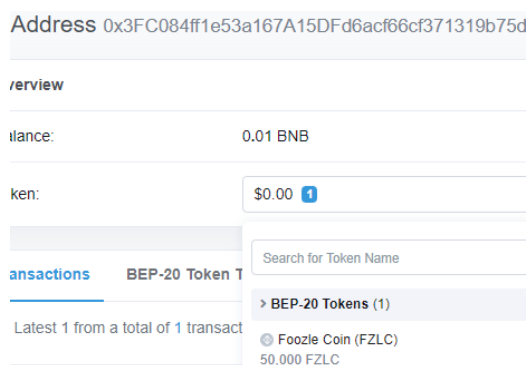 Address 0x3FC084ff1e53a167A15DFd6acf66cf371319b75d
verview
alance: 0.01 BNB
ken: $0.00 1
Search for Token Name
ansactions BEP-20 Token T
> BEP-20 Tokens (1)
Latest 1 from a total of 1 transact
Foozle Coin (FZLC)
50.000 FZLC